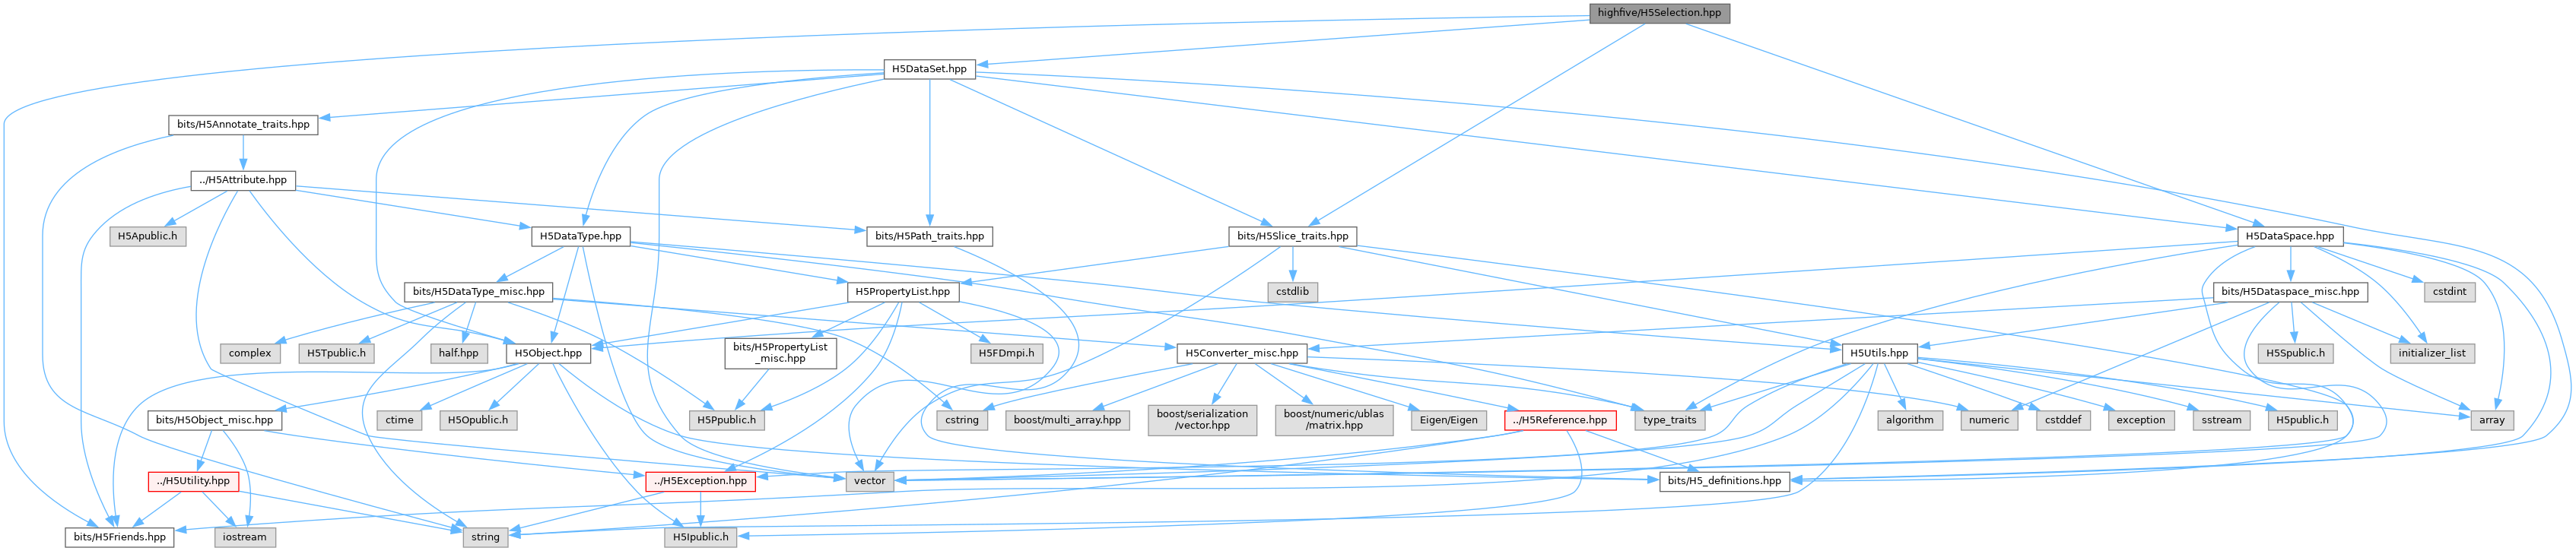 highfive/H5Selection.hpp
H5DataSet.hpp
bits/H5Annotate_traits.hpp
../H5Attribute.hpp
H5Apublic.h
H5DataType.hpp
bits/H5Path_traits.hpp
bits/H5Slice_traits.hpp
H5DataSpace.hpp
bits/H5DataType_misc.hpp
H5PropertyList.hpp
cstdlib
bits/H5Dataspace_misc.hpp
cstdint
complex
H5Tpublic.h
half.hpp
H5Object.hpp
bits/H5PropertyList
_misc.hpp
H5FDmpi.h
H5Converter_misc.hpp
H5Utils.hpp
H5Spublic.h
initializer_list
bits/H5Object_misc.hpp
ctime
H5Opublic.h
H5Ppublic.h
cstring
boost/multi_array.hpp
boost/serialization
/vector.hpp
boost/numeric/ublas
/matrix.hpp
Eigen/Eigen
../H5Reference.hpp
type_traits
algorithm
numeric
cstddef
exception
sstream
H5public.h
array
../H5Utility.hpp
../H5Exception.hpp
vector
bits/H5_definitions.hpp
bits/H5Friends.hpp
iostream
string
H5Ipublic.h